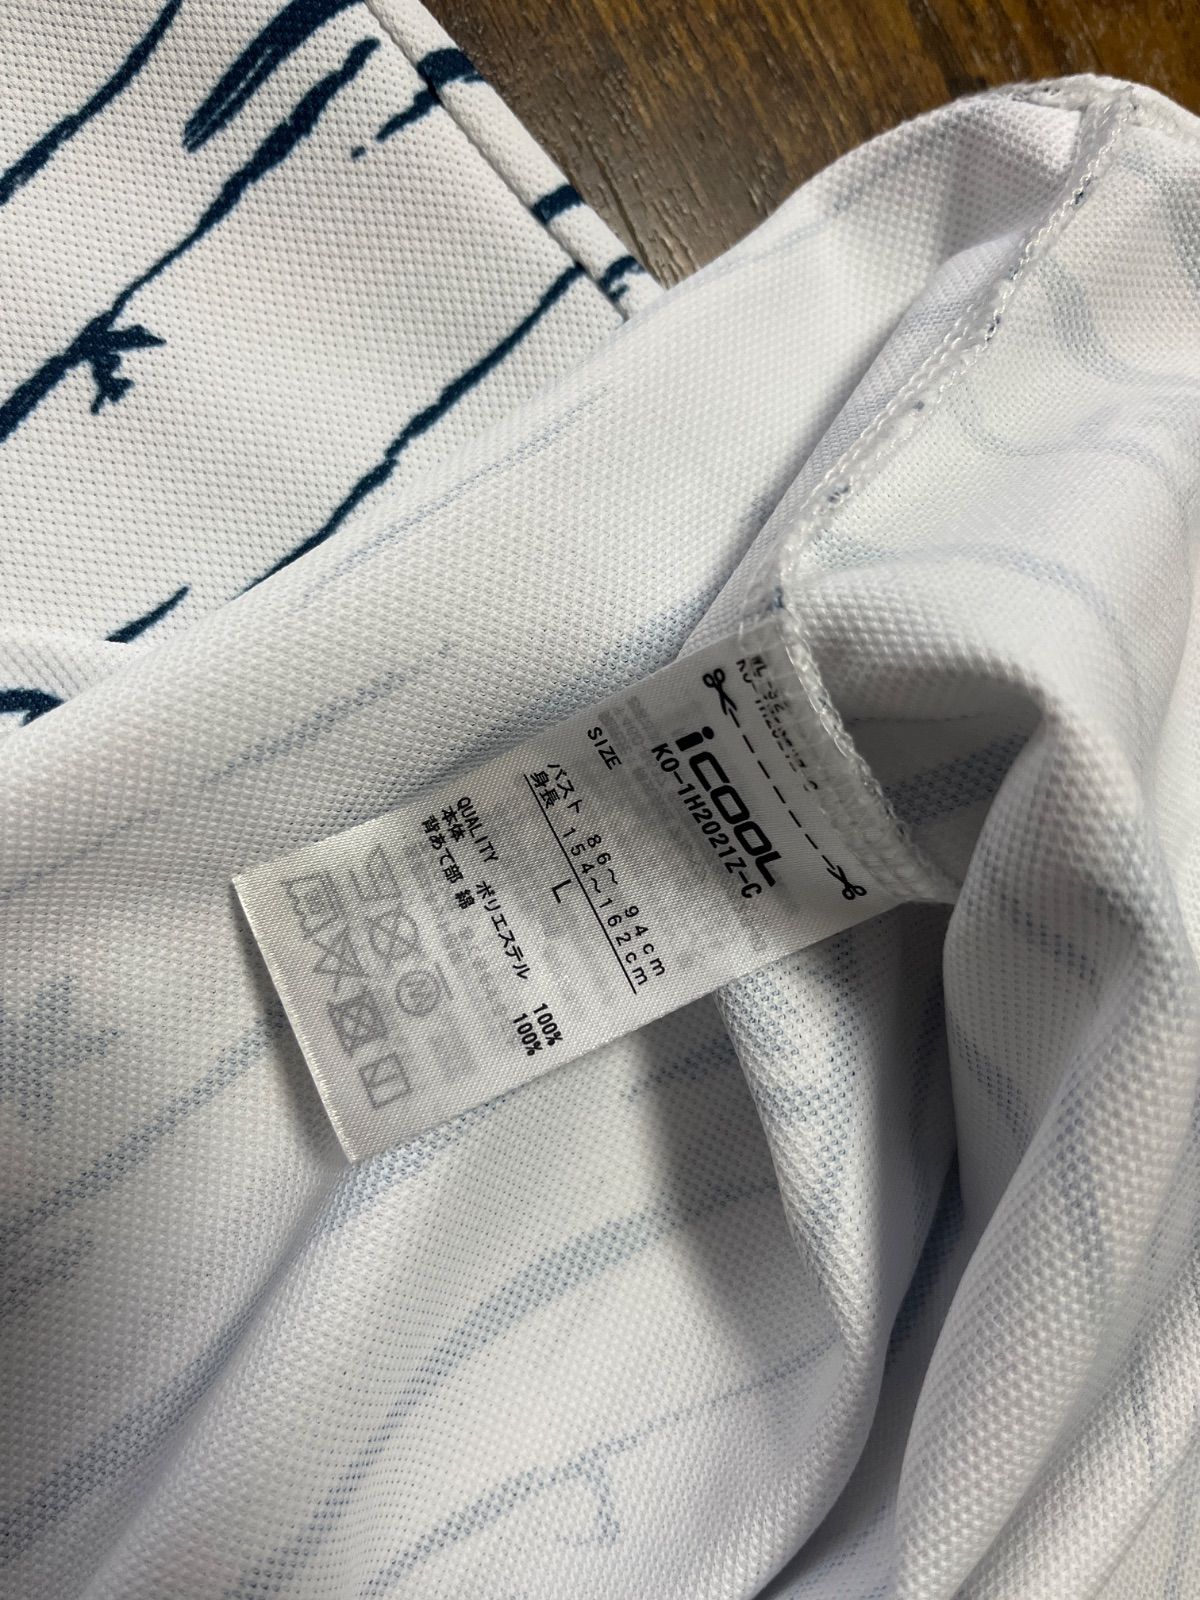 iCOOL
KO-1H2021Z-C
SIZE
L
バスト 86～ 94cm
身長 154～162cm
QUALITY
本体 ポリエステル 100%
背あて部 綿 100%